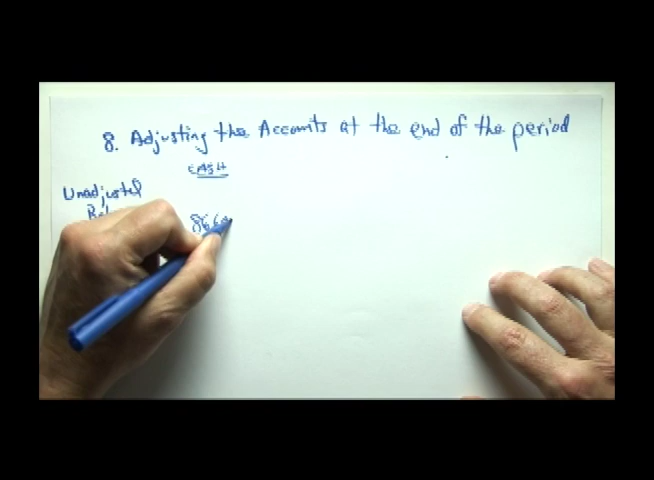 8. Adjusting the Accounts at the end of the period
CASH
Unadjusted